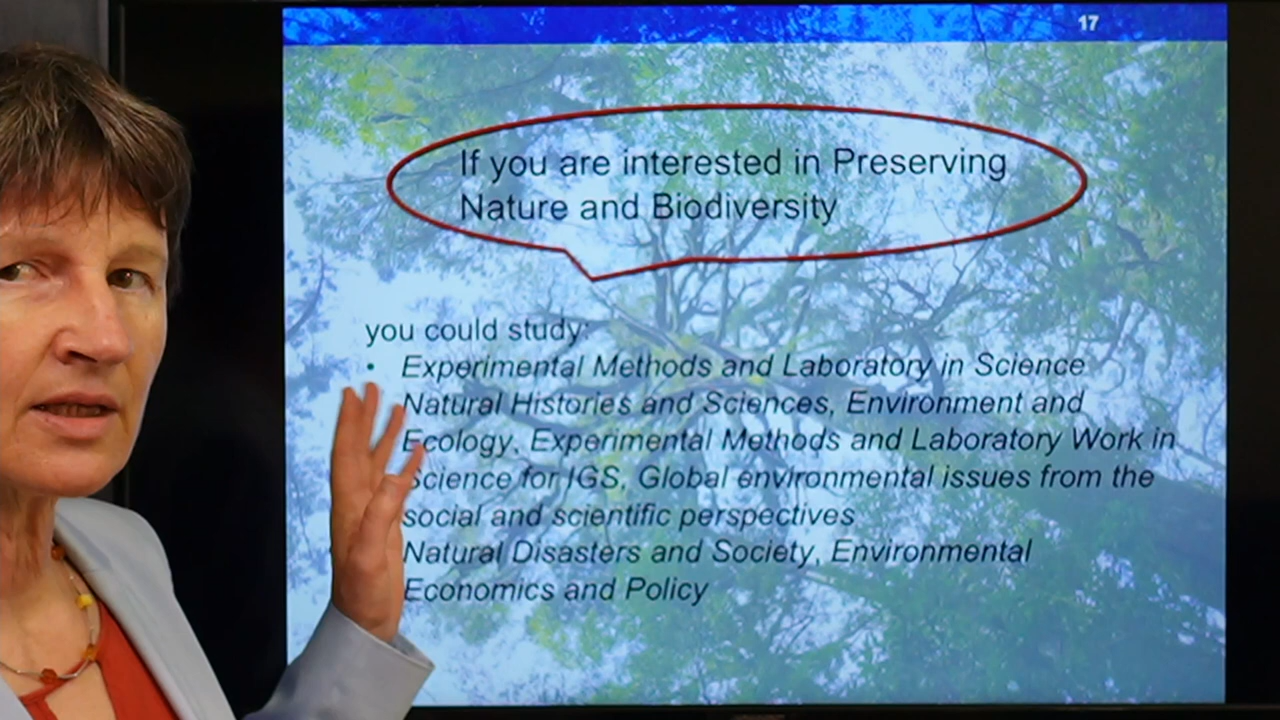 17
If you are interested in Preserving
Nature and Biodiversity
you could study:
• Experimental Methods and Laboratory in Science
Natural Histories and Sciences, Environment and
Ecology, Experimental Methods and Laboratory Work in
Science for IGS, Global environmental issues from the
social and scientific perspectives
Natural Disasters and Society, Environmental
Economics and Policy